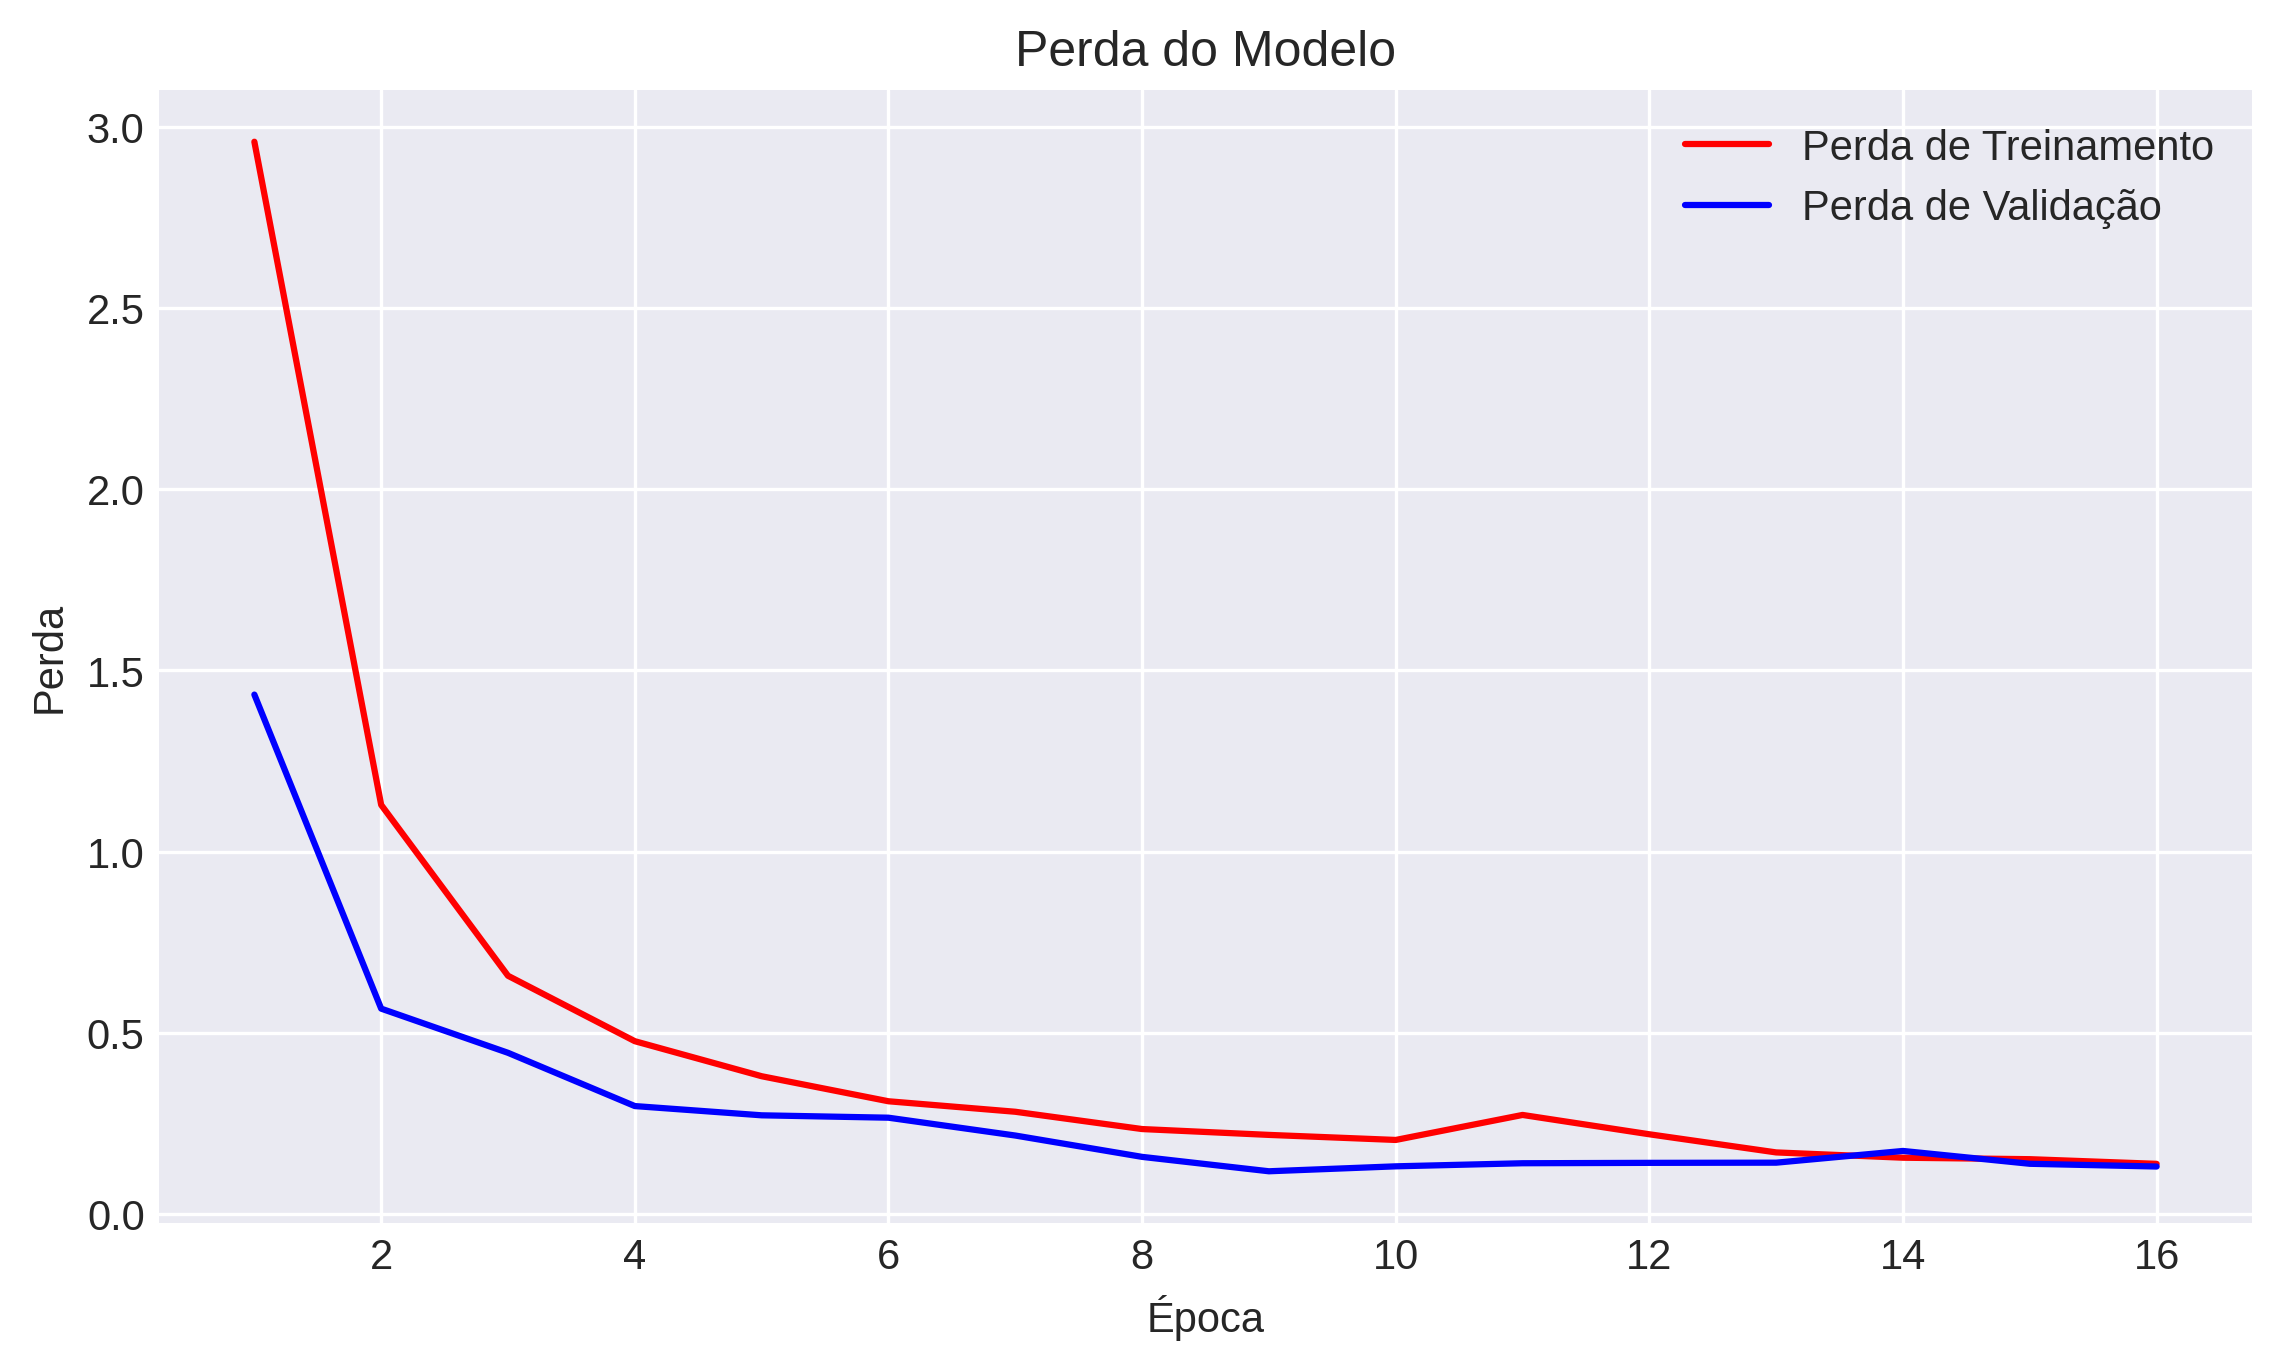 Perda do Modelo
Perda de Treinamento
Perda de Validação
3.0
2.5
2.0
1.5
1.0
0.5
0.0
Perda
2 4 6 8 10 12 14 16
Época